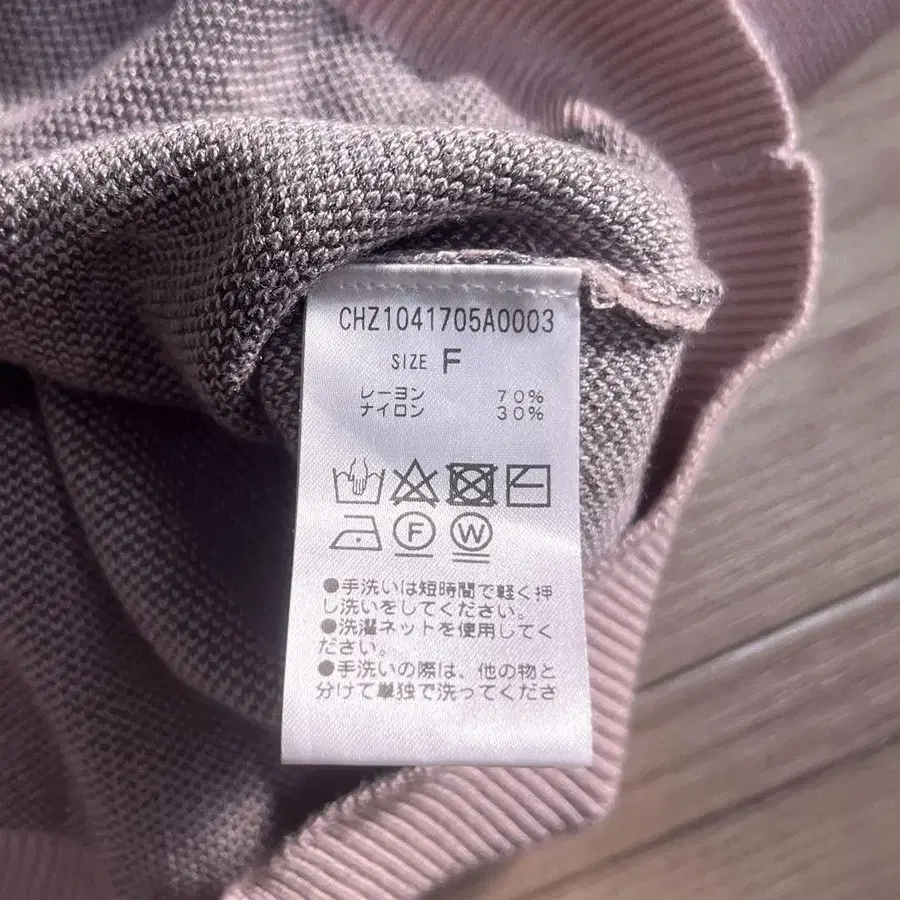 CHZ1041705A0003
SIZE F
レーヨン 70%
ナイロン 30%
F W
●手洗いは短時間で軽く押
し洗いをしてください。
●洗濯ネットを使用してく
ださい。
●手洗いの際は、他の物と
分けて単独で洗ってくださ